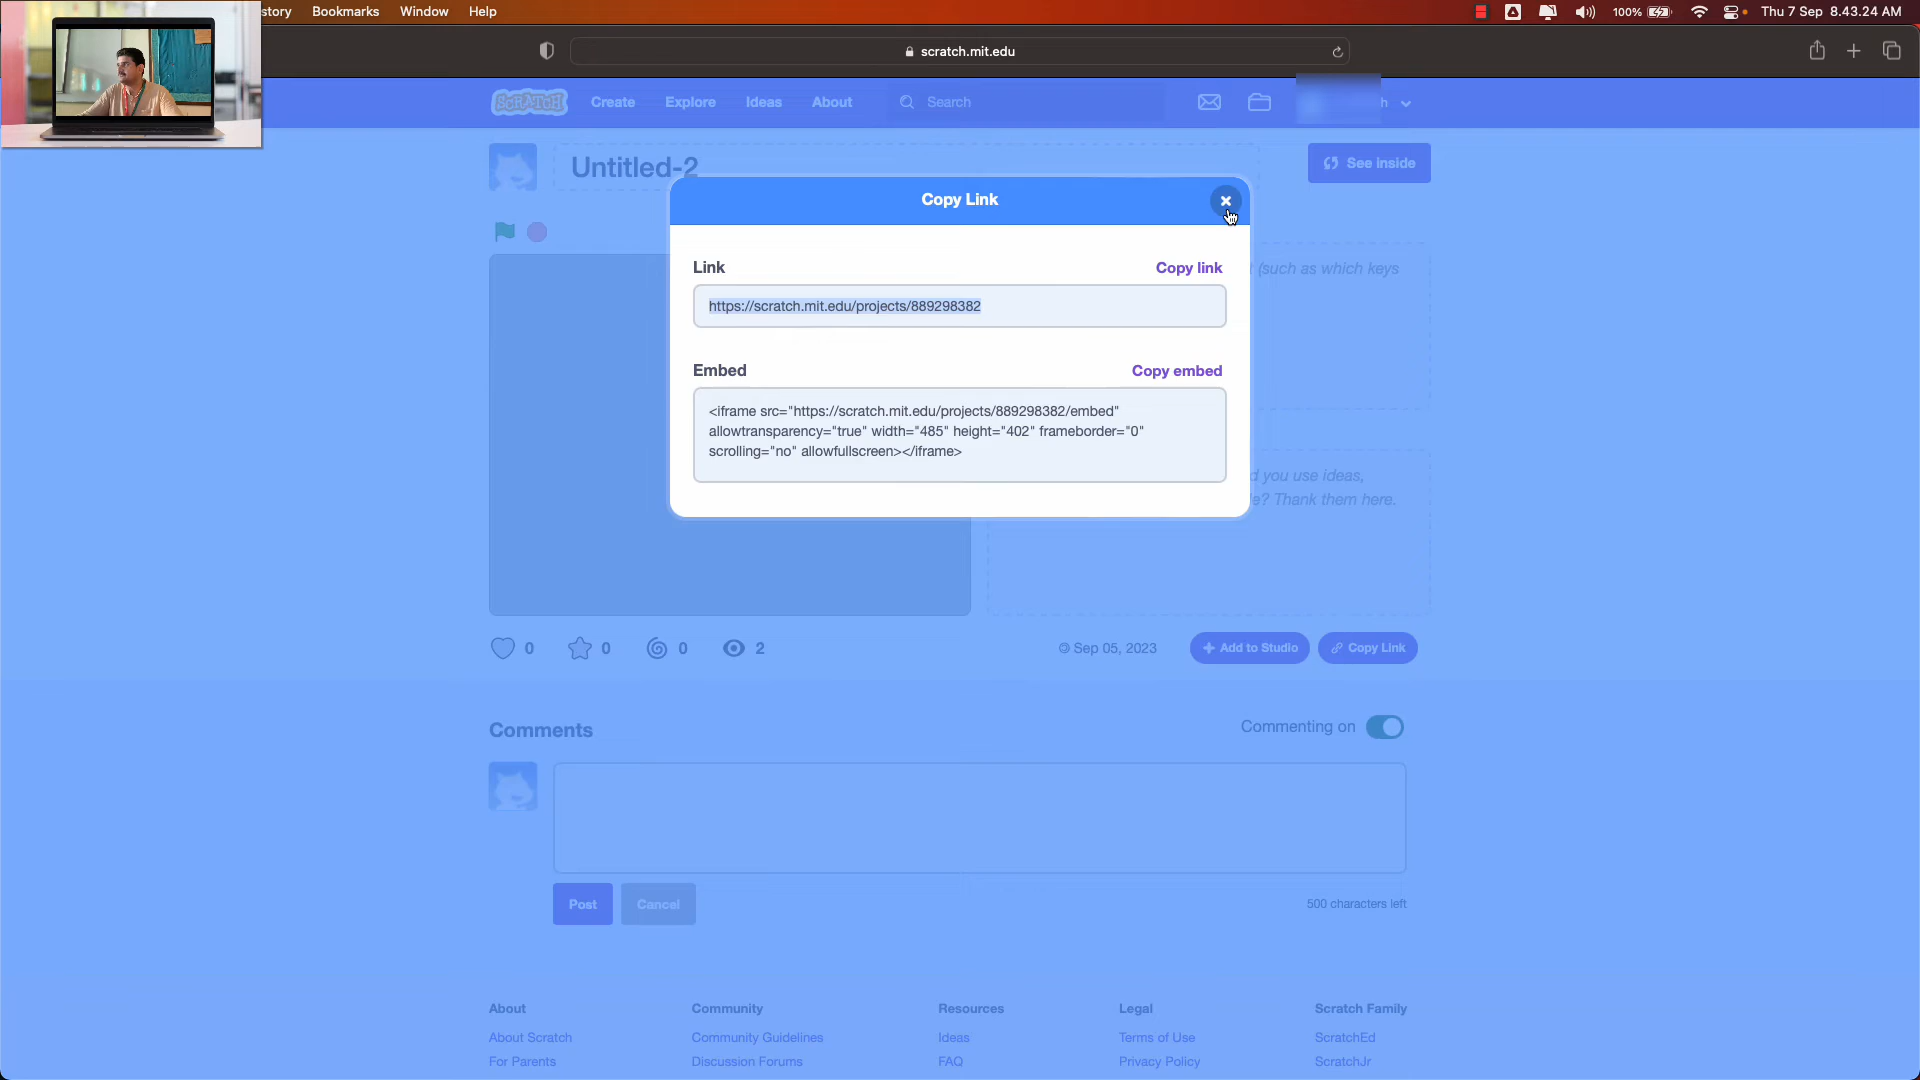 story Bookmarks Window Help 100% Thu 7 Sep 8.43.24 AM
scratch.mit.edu
SCRATCH Create Explore Ideas About Search h
Untitled-2
See inside
Copy Link
Link Copy link
(such as which keys
https://scratch.mit.edu/projects/889298382
Embed Copy embed
<iframe src="https://scratch.mit.edu/projects/889298382/embed"
allowtransparency="true" width="485" height="402" frameborder="0"
scrolling="no" allowfullscreen></iframe>
you use ideas,
? Thank them here.
0 0 0 2 Sep 05, 2023 Add to Studio Copy Link
Comments Commenting on
Post Cancel 500 characters left
About Community Resources Legal Scratch Family
About Scratch Community Guidelines Ideas Terms of Use ScratchEd
For Parents Discussion Forums FAQ Privacy Policy ScratchJr